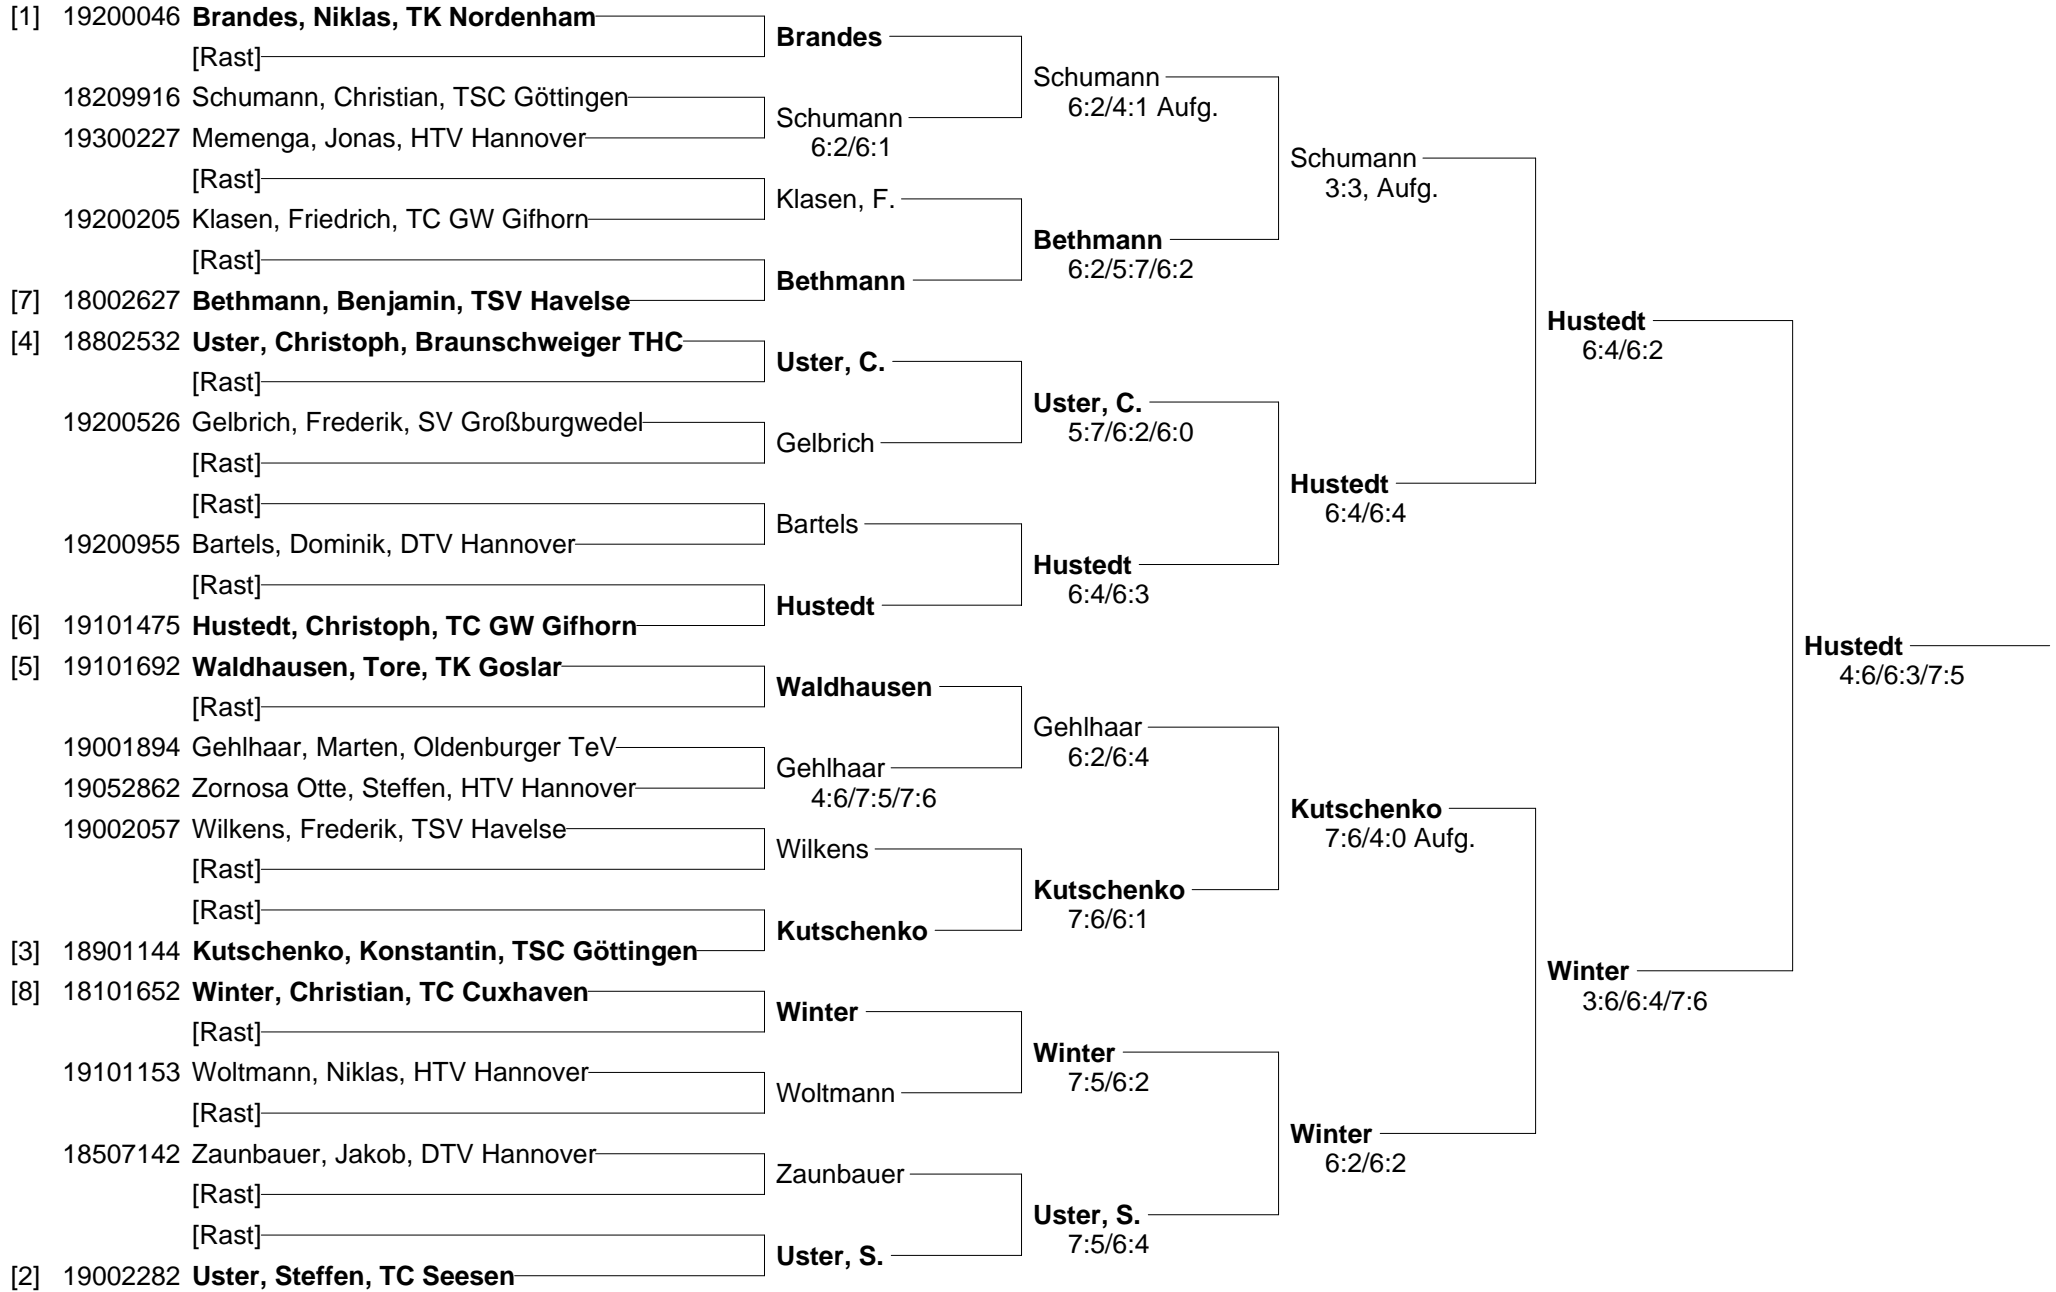 [1] 19200046 Brandes, Niklas, TK Nordenham
[Rast]
18209916 Schumann, Christian, TSC Göttingen
19300227 Memenga, Jonas, HTV Hannover
[Rast]
19200205 Klasen, Friedrich, TC GW Gifhorn
[Rast]
[7] 18002627 Bethmann, Benjamin, TSV Havelse
[4] 18802532 Uster, Christoph, Braunschweiger THC
[Rast]
19200526 Gelbrich, Frederik, SV Großburgwedel
[Rast]
[Rast]
19200955 Bartels, Dominik, DTV Hannover
[Rast]
[6] 19101475 Hustedt, Christoph, TC GW Gifhorn
[5] 19101692 Waldhausen, Tore, TK Goslar
[Rast]
19001894 Gehlhaar, Marten, Oldenburger TeV
19052862 Zornosa Otte, Steffen, HTV Hannover
19002057 Wilkens, Frederik, TSV Havelse
[Rast]
[Rast]
[3] 18901144 Kutschenko, Konstantin, TSC Göttingen
[8] 18101652 Winter, Christian, TC Cuxhaven
[Rast]
19101153 Woltmann, Niklas, HTV Hannover
[Rast]
18507142 Zaunbauer, Jakob, DTV Hannover
[Rast]
[Rast]
[2] 19002282 Uster, Steffen, TC Seesen
Brandes
Schumann
6:2/6:1
Klasen, F.
Bethmann
Uster, C.
Gelbrich
Bartels
Hustedt
Waldhausen
Gehlhaar
4:6/7:5/7:6
Wilkens
Kutschenko
Winter
Woltmann
Zaunbauer
Uster, S.
Schumann
6:2/4:1 Aufg.
Bethmann
6:2/5:7/6:2
Uster, C.
5:7/6:2/6:0
Hustedt
6:4/6:3
Gehlhaar
6:2/6:4
Kutschenko
7:6/6:1
Winter
7:5/6:2
Uster, S.
7:5/6:4
Schumann
3:3, Aufg.
Hustedt
6:4/6:4
Kutschenko
7:6/4:0 Aufg.
Winter
6:2/6:2
Hustedt
6:4/6:2
Winter
3:6/6:4/7:6
Hustedt
4:6/6:3/7:5